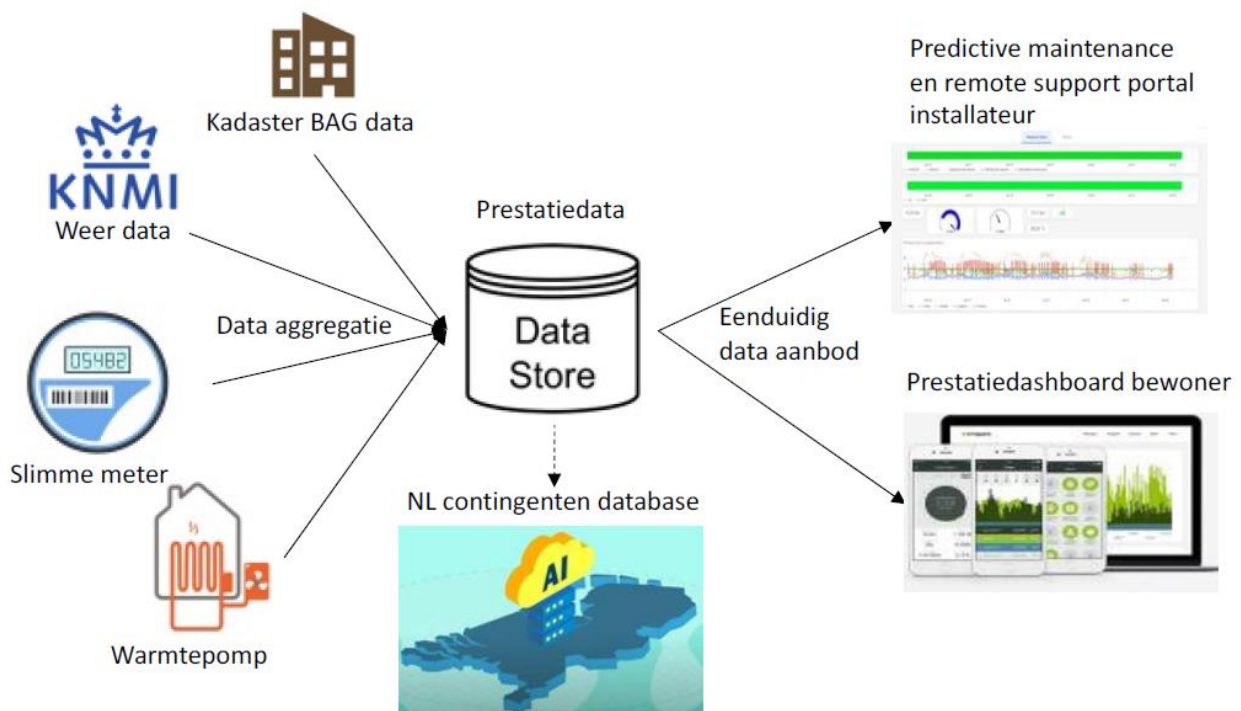 Kadaster BAG data
KNMI
Weer data
Data aggregatie
05482
Slimme meter
Warmtepomp
Prestatiedata
Data
Store
NL contingenten database
AI
Eenduidig
data aanbod
Predictive maintenance
en remote support portal
installateur
Prestatiedashboard bewoner